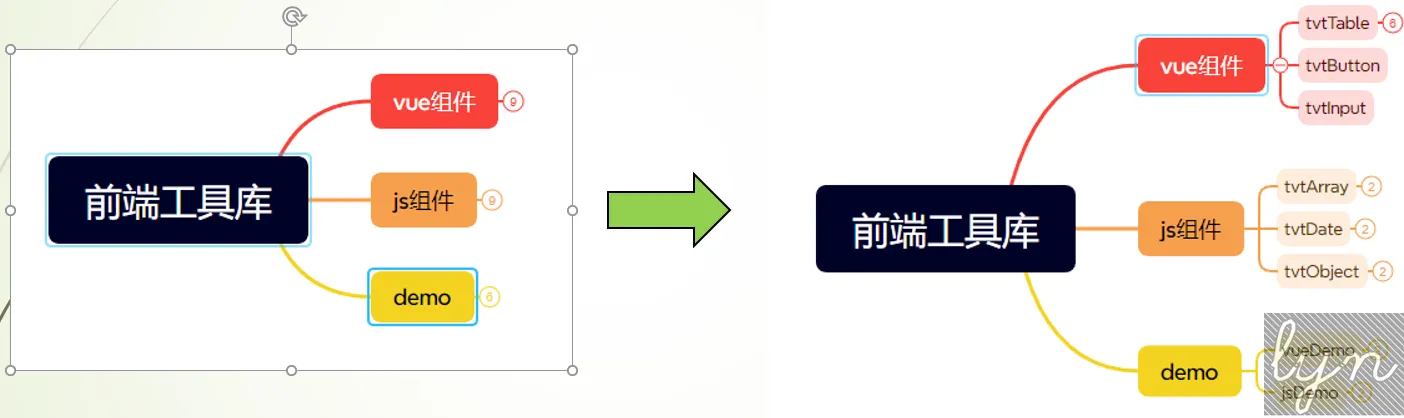 前端工具库
vue组件
9
js组件
9
demo
6
前端工具库
vue组件
tvtTable
6
tvtButton
tvtInput
js组件
tvtArray
2
tvtDate
2
tvtObject
2
demo
vueDemo
jsDemo
lyn